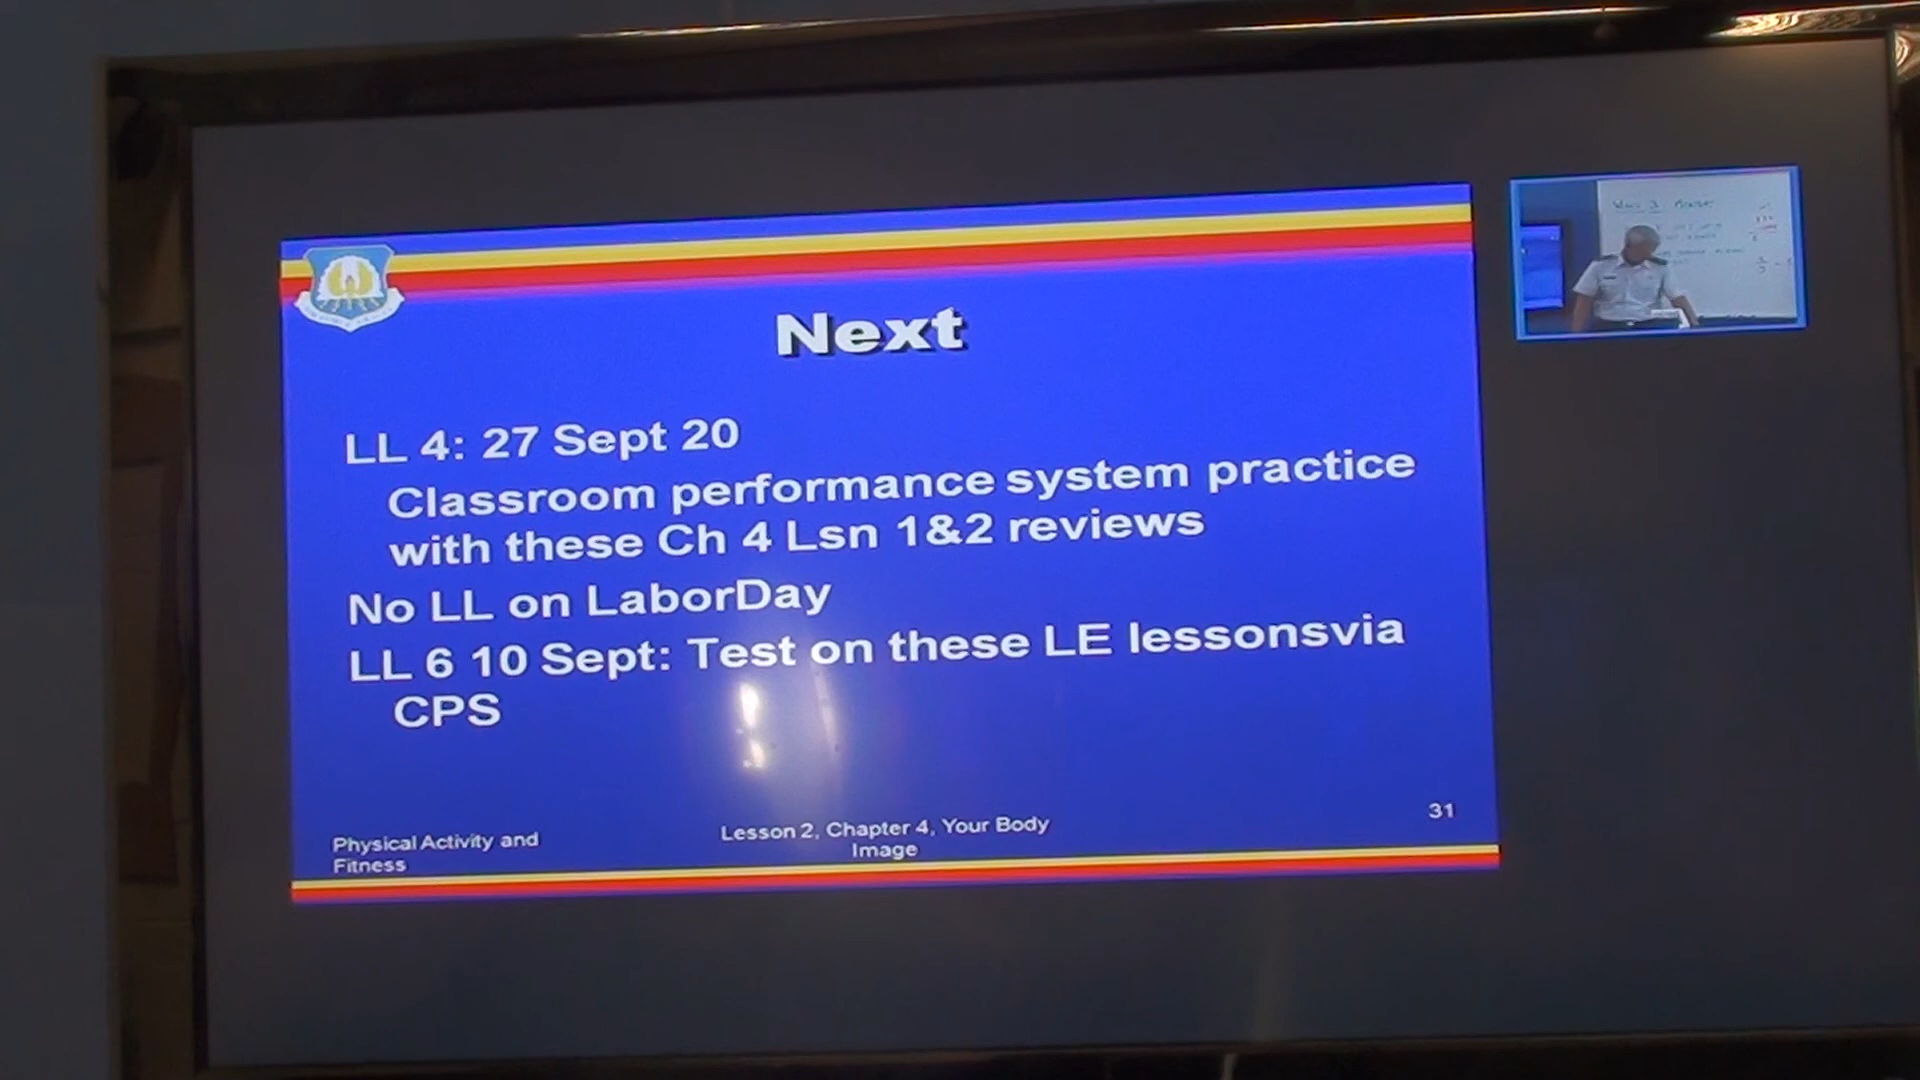 Next
LL 4: 27 Sept 20
Classroom performance system practice
with these Ch 4 Lsn 1&2 reviews
No LL on LaborDay
LL 6 10 Sept: Test on these LE lessonsvia
CPS
Physical Activity and
Fitness
Lesson 2, Chapter 4, Your Body
Image
31